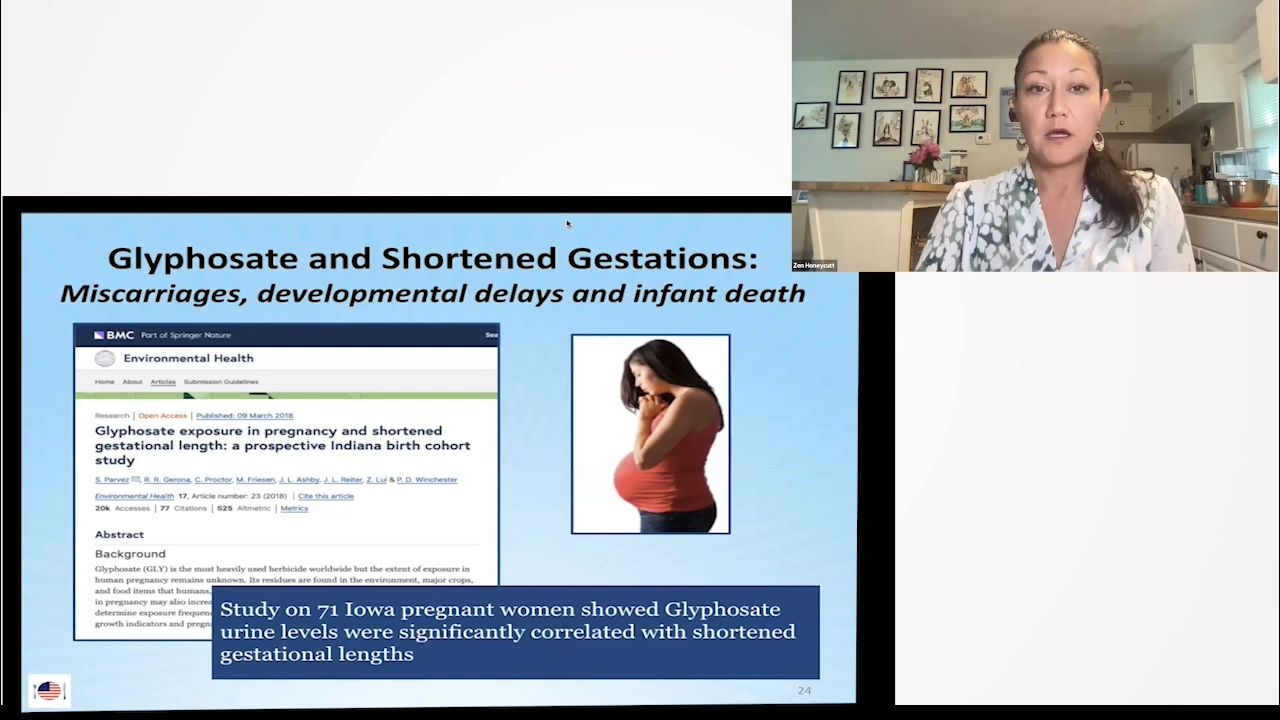 Zen Honeycutt
Glyphosate and Shortened Gestations:
Miscarriages, developmental delays and infant death
BMC Part of Springer Nature
Sea
Environmental Health
Home About Articles Submission Guidelines
Research | Open Access | Published: 09 March 2018
Glyphosate exposure in pregnancy and shortened
gestational length: a prospective Indiana birth cohort
study
S. Parvez, R. R. Gerona, C. Proctor, M. Friesen, J. L. Ashby, J. L. Reiter, Z. Lui & P. D. Winchester
Environmental Health 17, Article number: 23 (2018) | Cite this article
20k Accesses | 77 Citations | 525 Altmetric | Metrics
Abstract
Background
Glyphosate (GLY) is the most heavily used herbicide worldwide but the extent of exposure in
human pregnancy remains unknown. Its residues are found in the environment, major crops,
and food items that humans,
in pregnancy may also increa
determine exposure frequen
growth indicators and pregna
Study on 71 Iowa pregnant women showed Glyphosate
urine levels were significantly correlated with shortened
gestational lengths
24